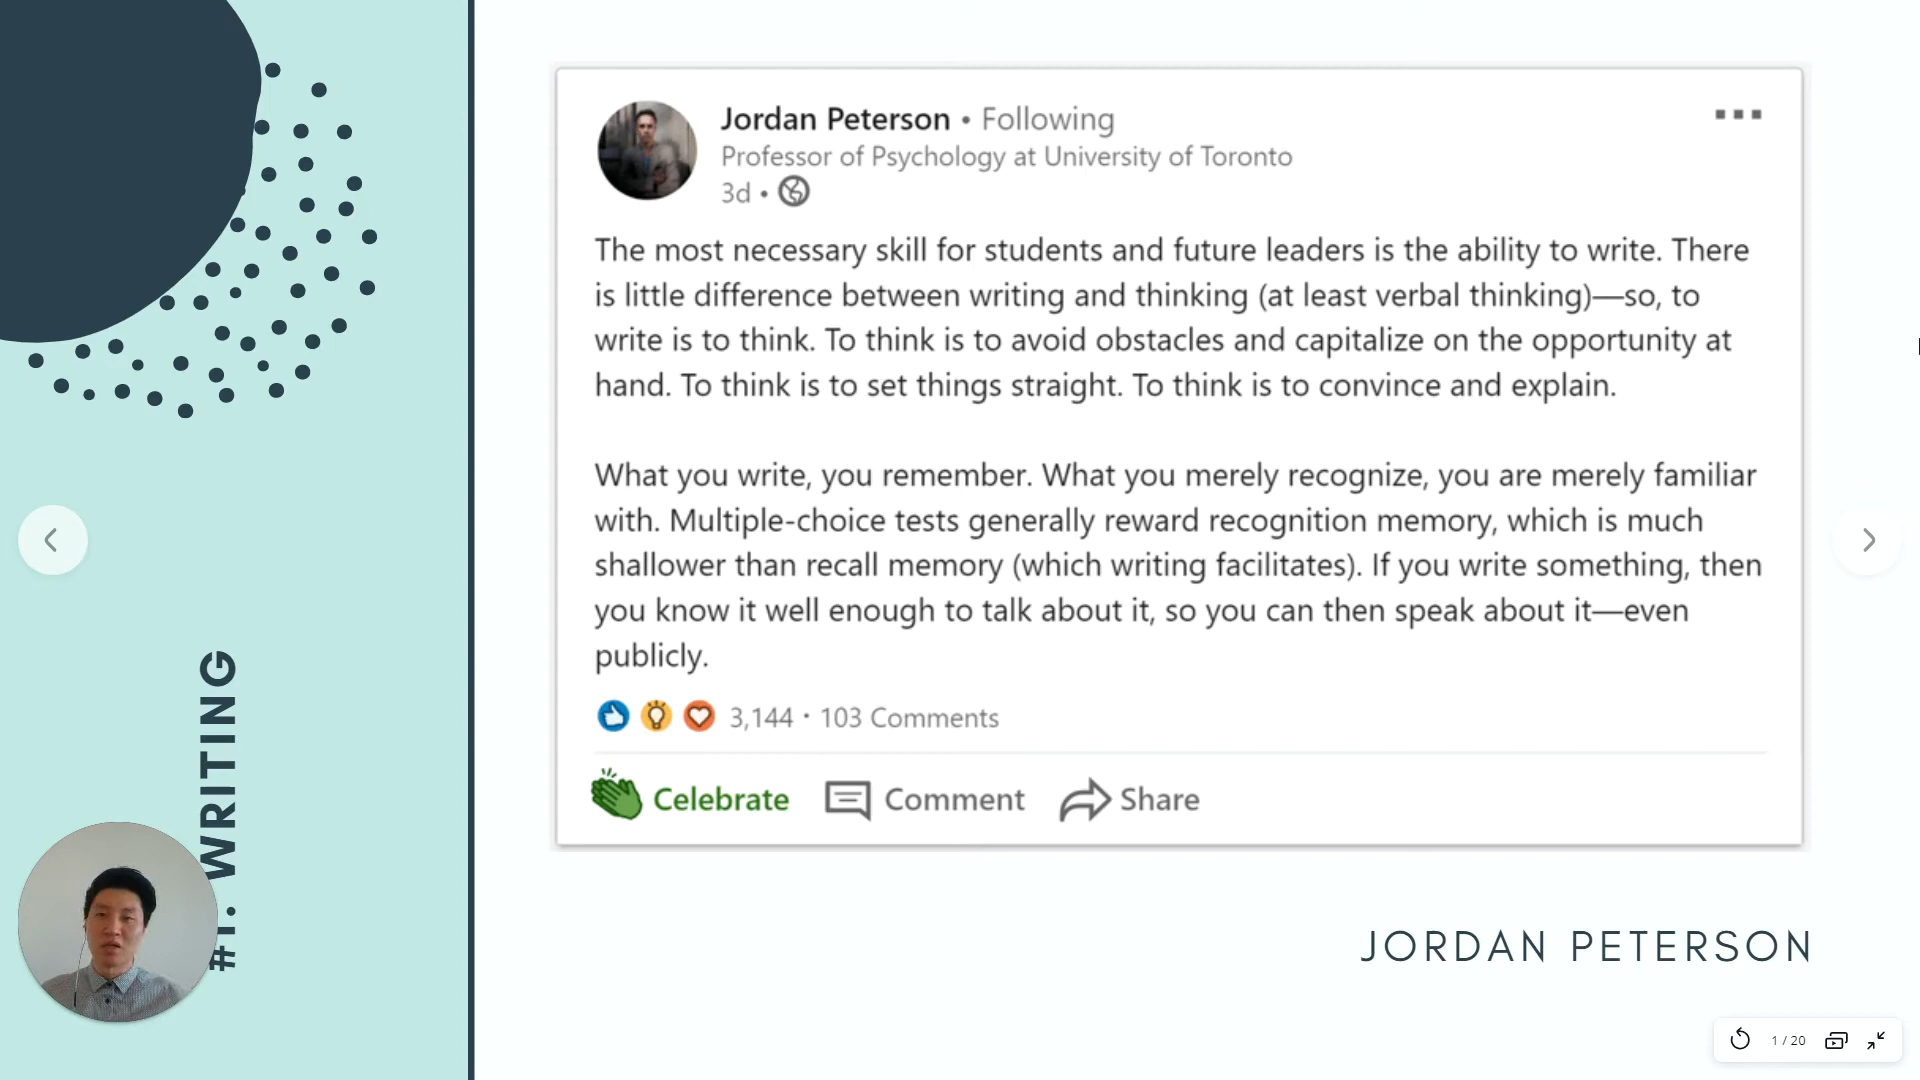 Jordan Peterson • Following
Professor of Psychology at University of Toronto
3d •
The most necessary skill for students and future leaders is the ability to write. There
is little difference between writing and thinking (at least verbal thinking)—so, to
write is to think. To think is to avoid obstacles and capitalize on the opportunity at
hand. To think is to set things straight. To think is to convince and explain.
What you write, you remember. What you merely recognize, you are merely familiar
with. Multiple-choice tests generally reward recognition memory, which is much
shallower than recall memory (which writing facilitates). If you write something, then
you know it well enough to talk about it, so you can then speak about it—even
publicly.
3,144 · 103 Comments
Celebrate Comment Share
#1. WRITING
JORDAN PETERSON
1 / 20